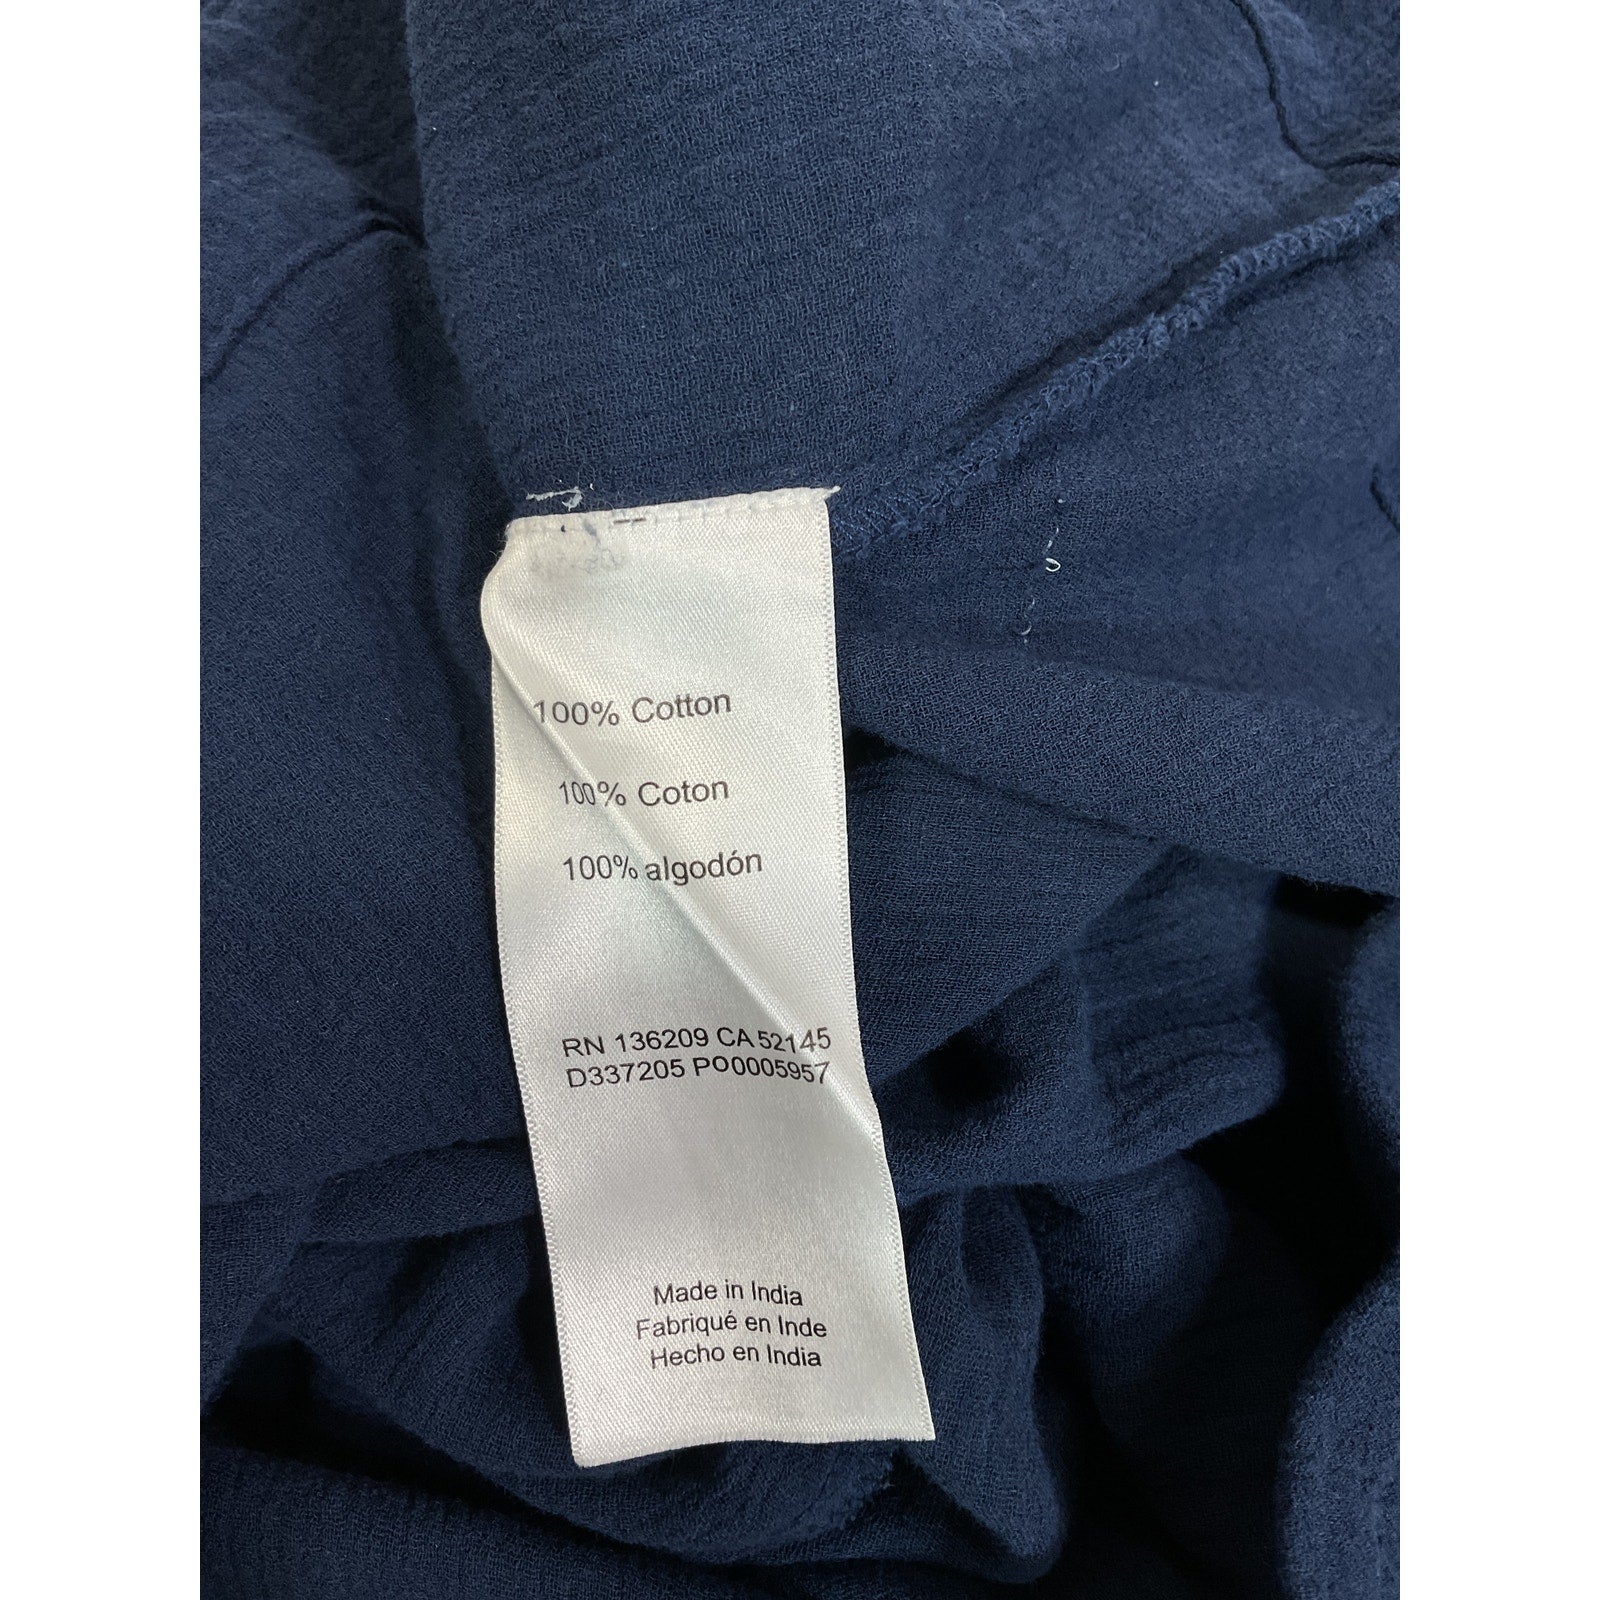 100% Cotton
100% Coton
100% algodón
RN 136209 CA 52145
D337205 PO0005957
Made in India
Fabriqué en Inde
Hecho en India